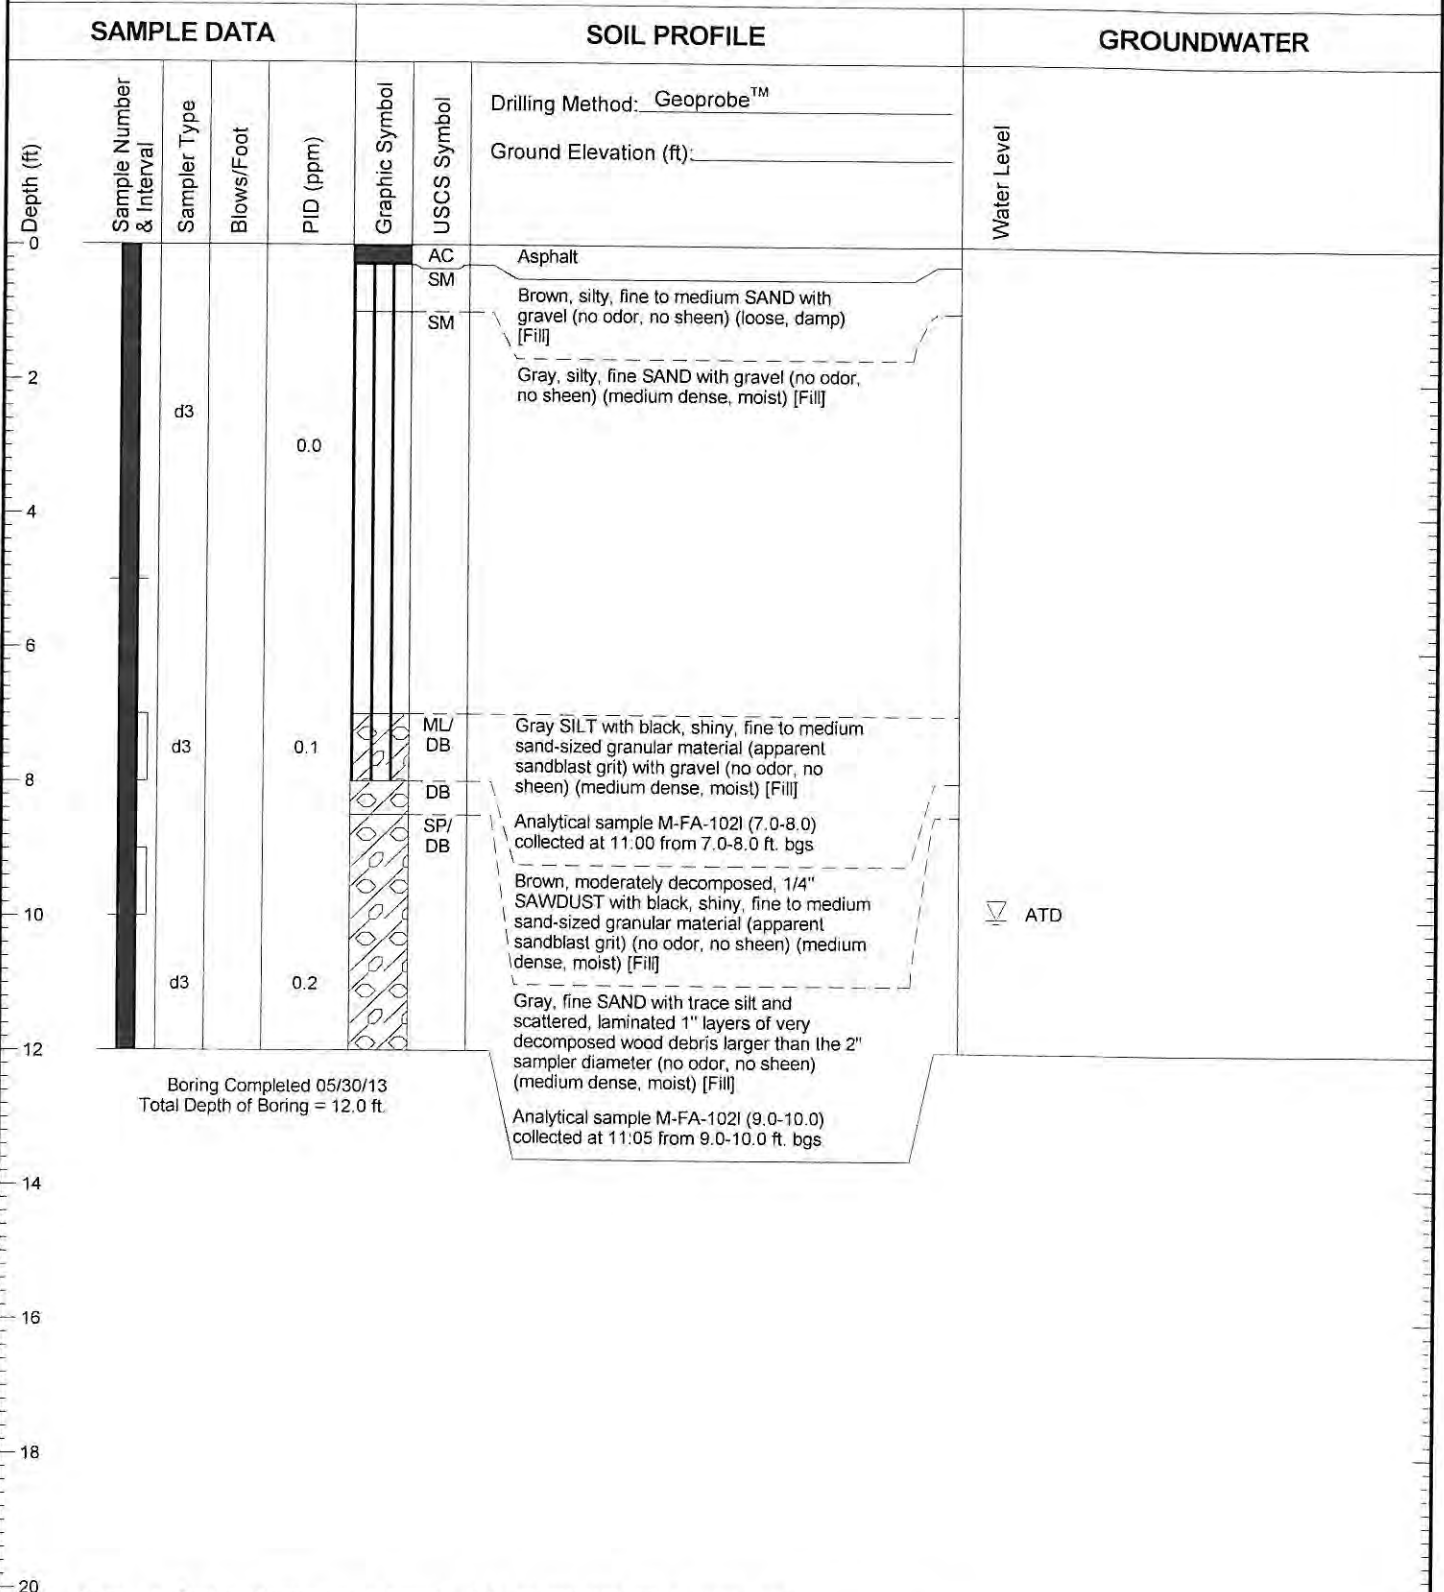 SAMPLE DATA
SOIL PROFILE
GROUNDWATER
Depth (ft)
Sample Number
& Interval
Sampler Type
Blows/Foot
PID (ppm)
Graphic Symbol
USCS Symbol
Drilling Method: Geoprobe™
Ground Elevation (ft):
Water Level
0
AC
Asphalt
SM
Brown, silty, fine to medium SAND with
gravel (no odor, no sheen) (loose, damp)
[Fill]
SM
2
Gray, silty, fine SAND with gravel (no odor,
no sheen) (medium dense, moist) [Fill]
d3
0.0
4
6
ML/
DB
Gray SILT with black, shiny, fine to medium
sand-sized granular material (apparent
sandblast grit) with gravel (no odor, no
sheen) (medium dense, moist) [Fill]
d3
0.1
8
DB
Analytical sample M-FA-102I (7.0-8.0)
collected at 11:00 from 7.0-8.0 ft. bgs
SP/
DB
Brown, moderately decomposed, 1/4"
SAWDUST with black, shiny, fine to medium
sand-sized granular material (apparent
sandblast grit) (no odor, no sheen) (medium
dense, moist) [Fill]
10
ATD
d3
0.2
Gray, fine SAND with trace silt and
scattered, laminated 1" layers of very
decomposed wood debris larger than the 2"
sampler diameter (no odor, no sheen)
(medium dense, moist) [Fill]
12
Boring Completed 05/30/13
Total Depth of Boring = 12.0 ft.
Analytical sample M-FA-102I (9.0-10.0)
collected at 11:05 from 9.0-10.0 ft. bgs
14
16
18
20